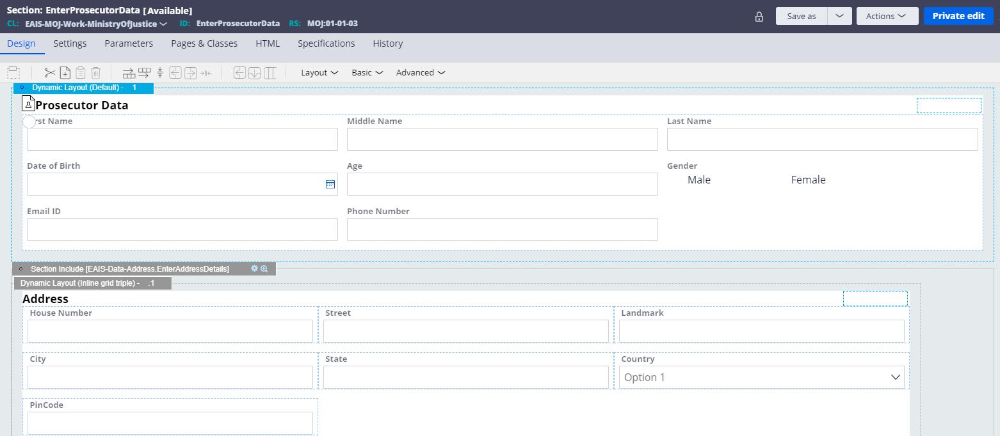 Section: EnterProsecutorData [Available]
CL: EAIS-MOJ-Work-MinistryOfJustice ID: EnterProsecutorData RS: MOJ:01-01-03
Save as Actions Private edit
Design Settings Parameters Pages & Classes HTML Specifications History
Layout Basic Advanced
Dynamic Layout (Default) - 1
Prosecutor Data
rst Name Middle Name Last Name
Date of Birth Age Gender
Male Female
Email ID Phone Number
Section Include [EAIS-Data-Address.EnterAddressDetails]
Dynamic Layout (Inline grid triple) - .1
Address
House Number Street Landmark
City State Country
Option 1
PinCode